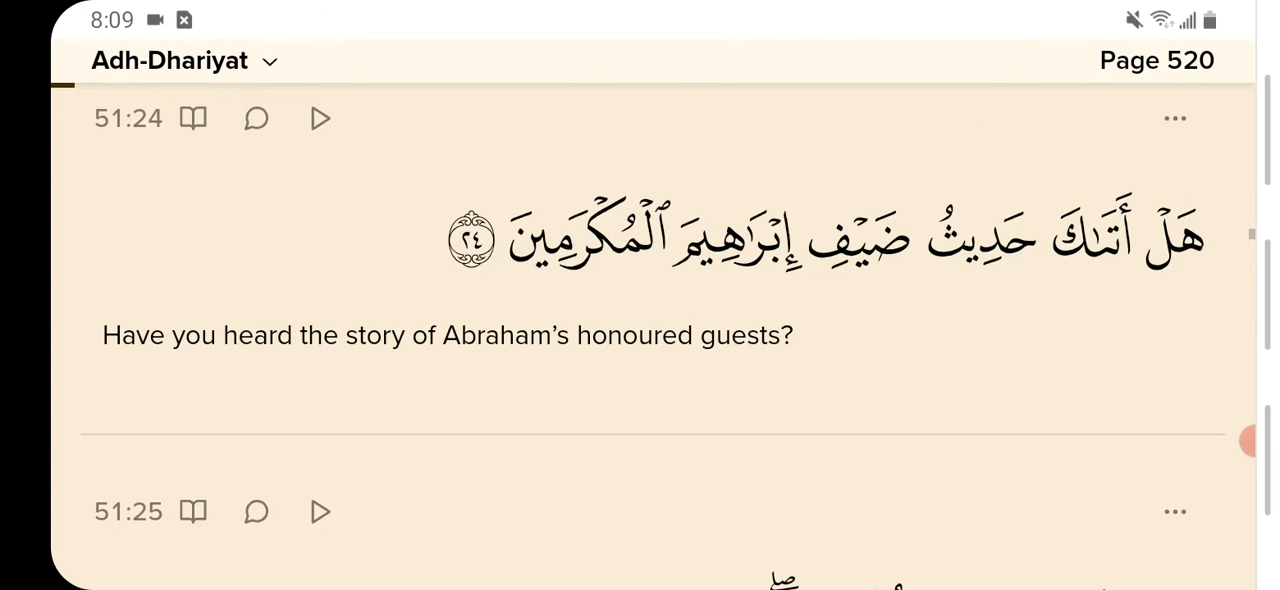 8:09
Adh-Dhariyat
Page 520
51:24
هَلْ أَتَىٰكَ حَدِيثُ ضَيْفِ إِبْرَٰهِيمَ ٱلْمُكْرَمِينَ ٢٤
Have you heard the story of Abraham’s honoured guests?
51:25